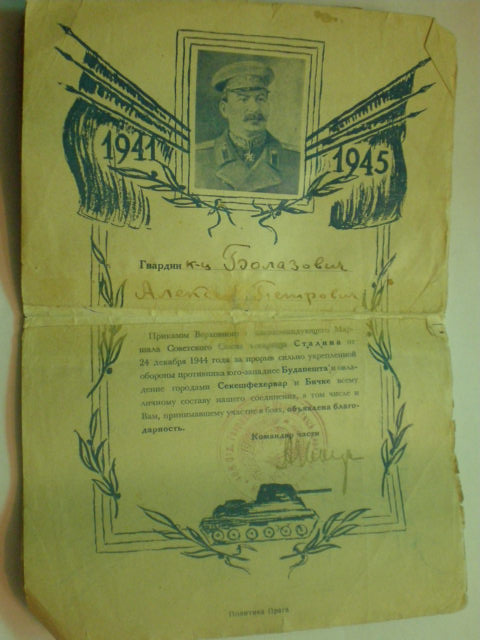 1941
1945
Гвардии к-ц Болазович
Алексей Петрович
Приказом Верховного Главнокомандующего Мар-
шала Советского Союза товарища Сталина от
24 декабря 1944 года за прорыв сильно укрепленной
обороны противника юго-западнее Будапешта и овла-
дение городами Секешфехервар и Бичке всему
личному составу нашего соединения, в том числе и
Вам, принимавшему участие в боях, объявлена благо-
дарность.
Командир части
Политика Прага